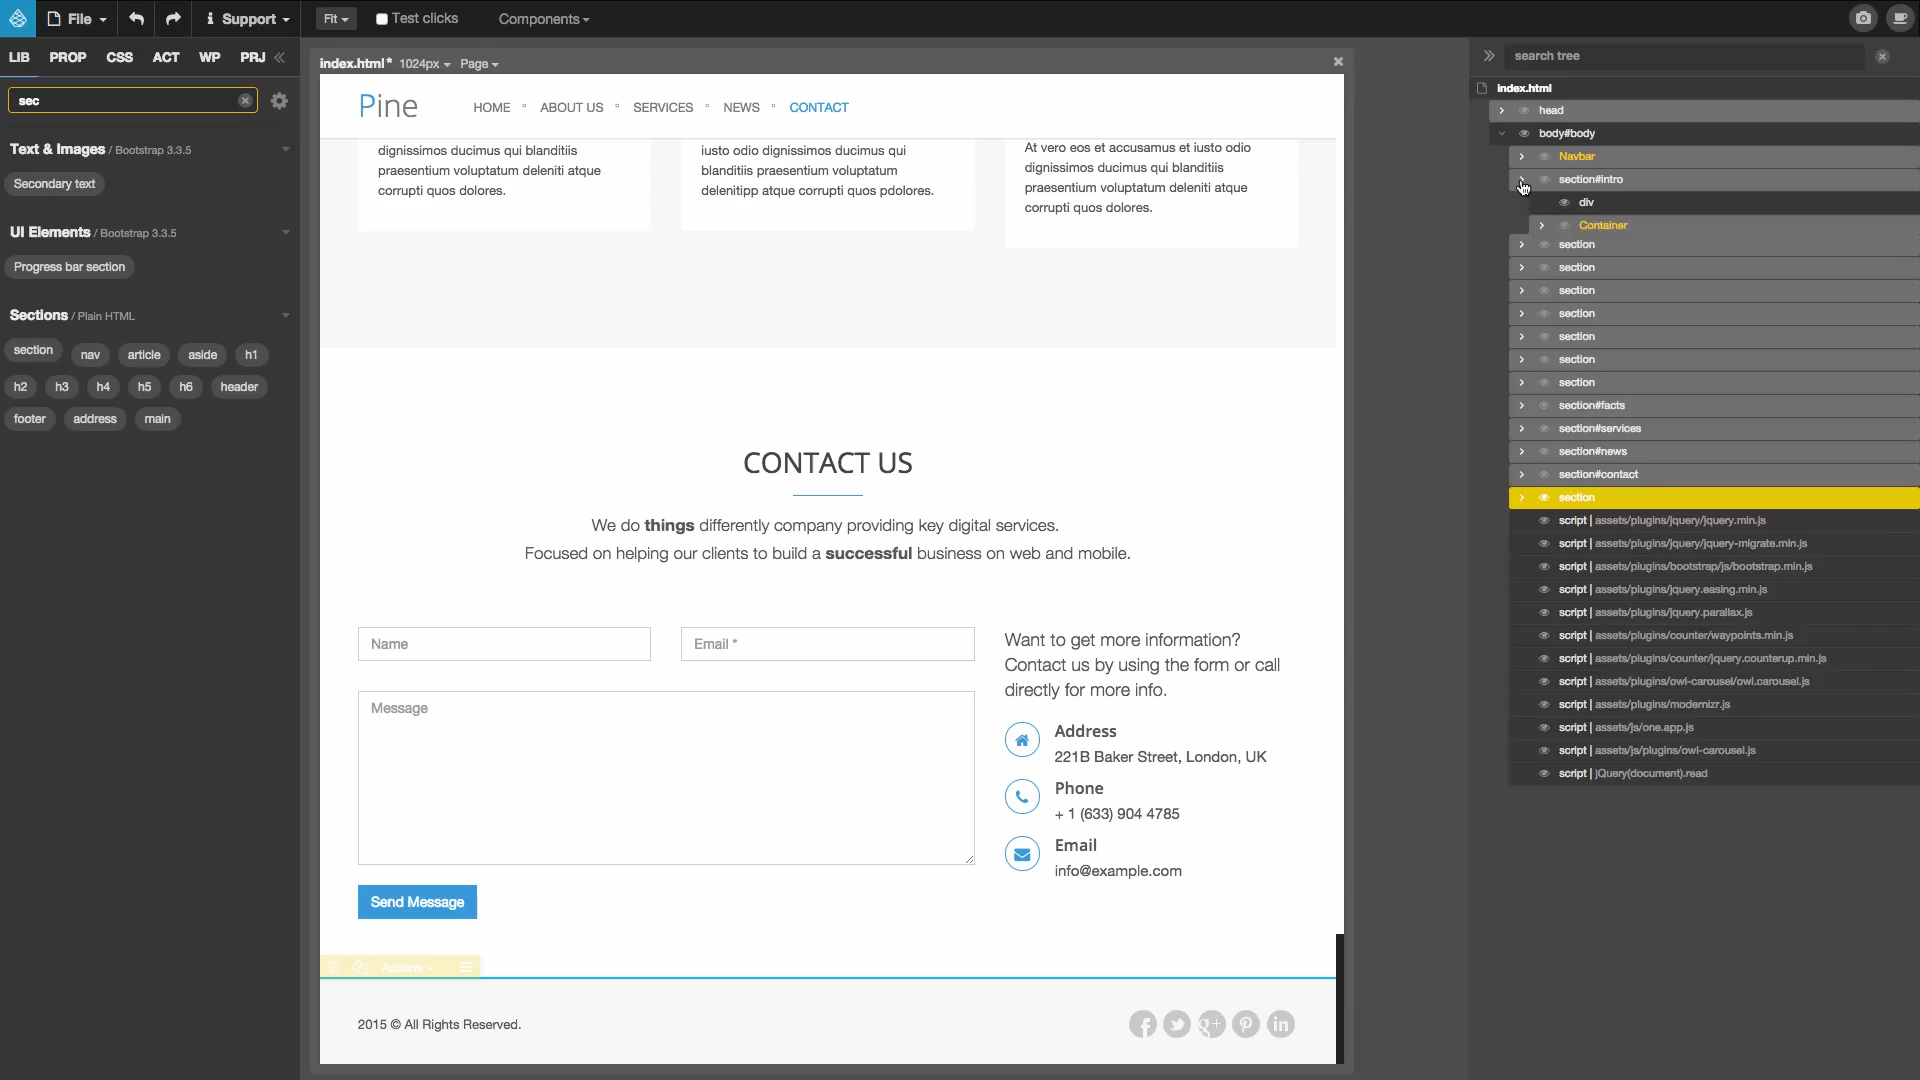 File
Support
Fit
Test clicks
Components
LIB PROP CSS ACT WP PRJ
sec
Text & Images / Bootstrap 3.3.5
Secondary text
UI Elements / Bootstrap 3.3.5
Progress bar section
Sections / Plain HTML
section nav article aside h1
h2 h3 h4 h5 h6 header
footer address main
index.html* 1024px Page
Pine
HOME ABOUT US SERVICES NEWS CONTACT
dignissimos ducimus qui blanditiis
praesentium voluptatum deleniti atque
corrupti quos dolores.
iusto odio dignissimos ducimus qui
blanditiis praesentium voluptatum
delenitipp atque corrupti quos pdolores.
At vero eos et accusamus et iusto odio
dignissimos ducimus qui blanditiis
praesentium voluptatum deleniti atque
corrupti quos dolores.
CONTACT US
We do things differently company providing key digital services.
Focused on helping our clients to build a successful business on web and mobile.
Name
Email *
Message
Send Message
Want to get more information?
Contact us by using the form or call
directly for more info.
Address
221B Baker Street, London, UK
Phone
+ 1 (633) 904 4785
Email
info@example.com
Actions
2015 © All Rights Reserved.
search tree
index.html
head
body#body
Navbar
section#intro
div
Container
section
section
section
section
section
section
section
section#facts
section#services
section#news
section#contact
section
script | assets/plugins/jquery/jquery.min.js
script | assets/plugins/jquery/jquery-migrate.min.js
script | assets/plugins/bootstrap/js/bootstrap.min.js
script | assets/plugins/jquery.easing.min.js
script | assets/plugins/jquery.parallax.js
script | assets/plugins/counter/waypoints.min.js
script | assets/plugins/counter/jquery.counterup.min.js
script | assets/plugins/owl-carousel/owl.carousel.js
script | assets/plugins/modernizr.js
script | assets/js/one.app.js
script | assets/js/plugins/owl-carousel.js
script | jQuery(document).read